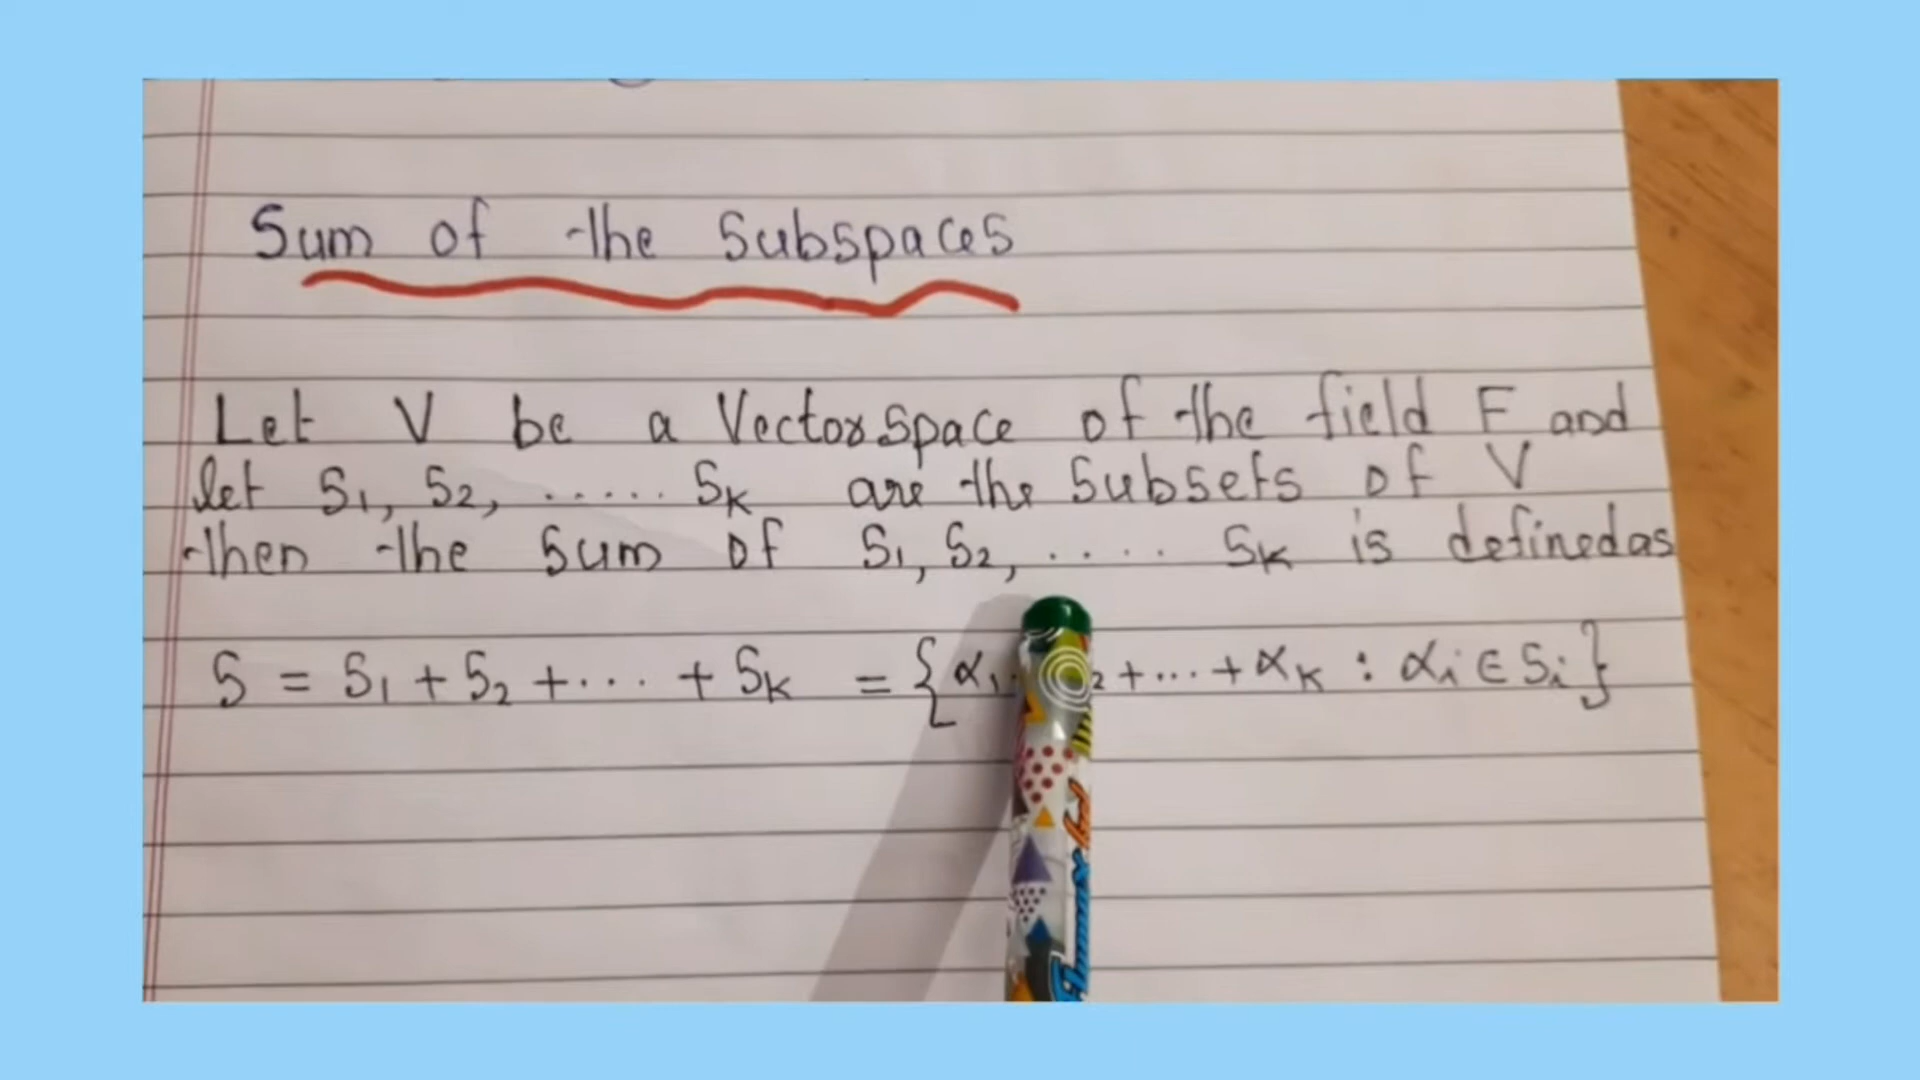 Sum of the Subspaces
Let V be a Vectorspace of the field F and
let S1, S2, ..... SK are the Subsets of V
then the Sum of S1, S2, .... SK is definedas
S = S1 + S2 + ... + SK = {α1 2 + ... + αK : αi ∈ Si}